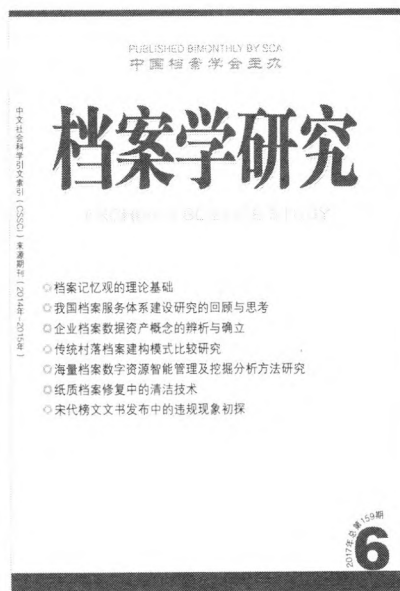 PUBLISHED BIMONTHLY BY SCA
中国档案学会主办
档案学研究
ARCHIVES SCIENCE STUDY
中文社会科学引文索引(CSSCI)来源期刊(2014年-2015年)
档案记忆观的理论基础
我国档案服务体系建设研究的回顾与思考
企业档案数据资产概念的辨析与确立
传统村落档案建构模式比较研究
海量档案数字资源智能管理及挖掘分析方法研究
纸质档案修复中的清洁技术
宋代榜文文书发布中的违规现象初探
2017年总第159期
6